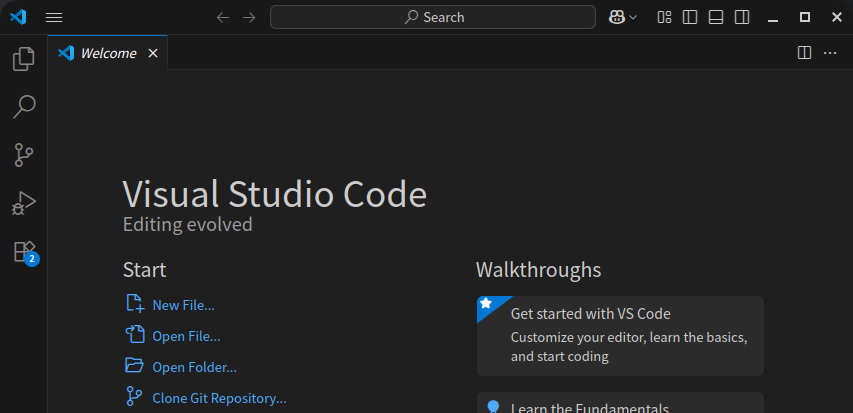 Search
Welcome
Visual Studio Code
Editing evolved
Start
New File...
Open File...
Open Folder...
Clone Git Repository...
2
Walkthroughs
Get started with VS Code
Customize your editor, learn the basics,
and start coding
Learn the Fundamentals